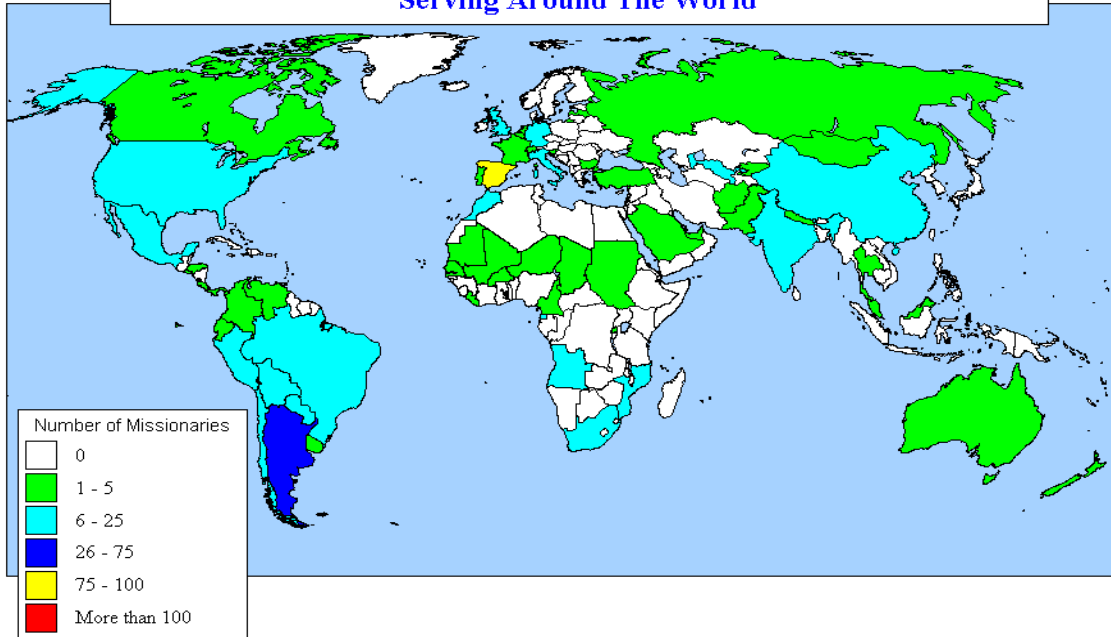 Serving Around The World
Number of Missionaries
0
1 - 5
6 - 25
26 - 75
75 - 100
More than 100